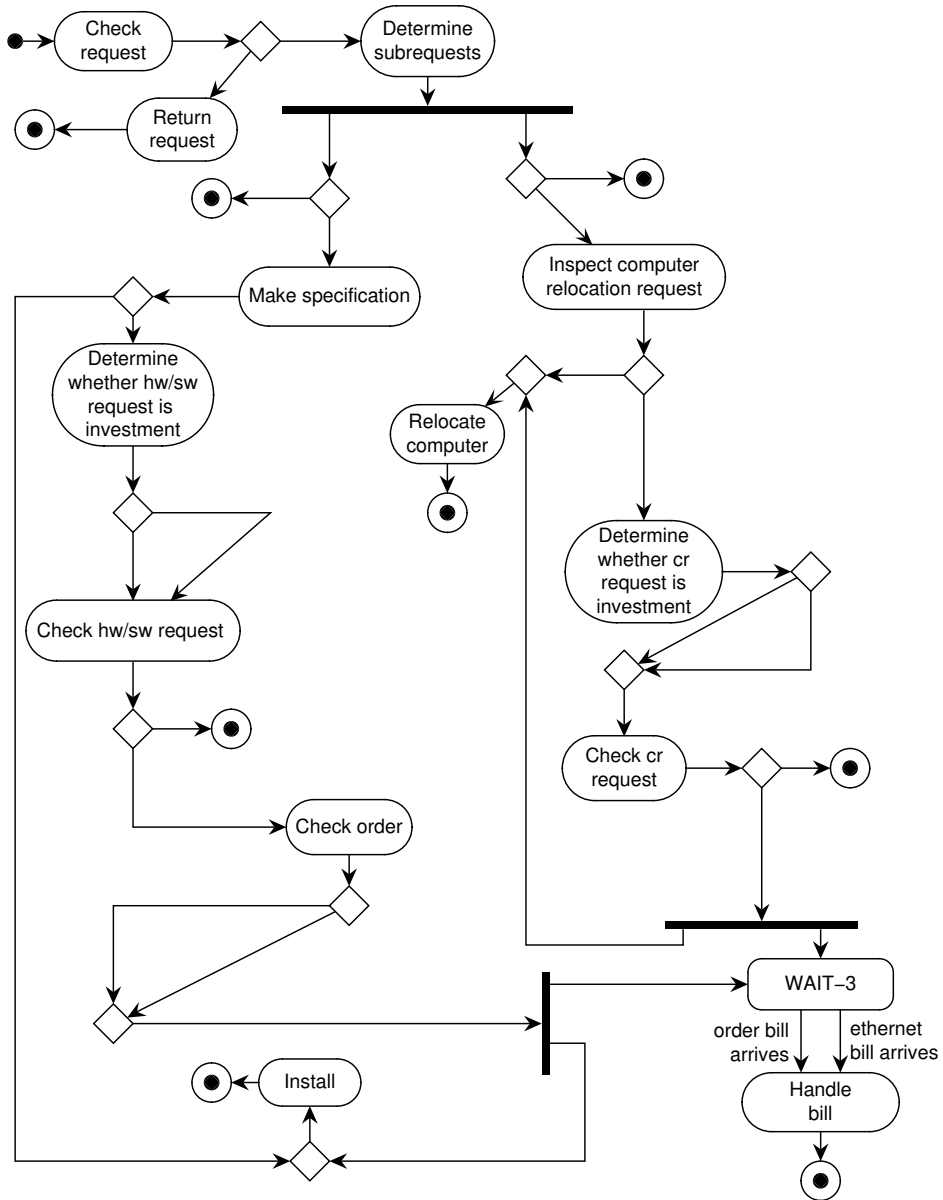 Check
request
Determine
subrequests
Return
request
Make specification
Inspect computer
relocation request
Determine
whether hw/sw
request is
investment
Relocate
computer
Determine
whether cr
request is
investment
Check hw/sw request
Check cr
request
Check order
WAIT−3
order bill
arrives
ethernet
bill arrives
Install
Handle
bill